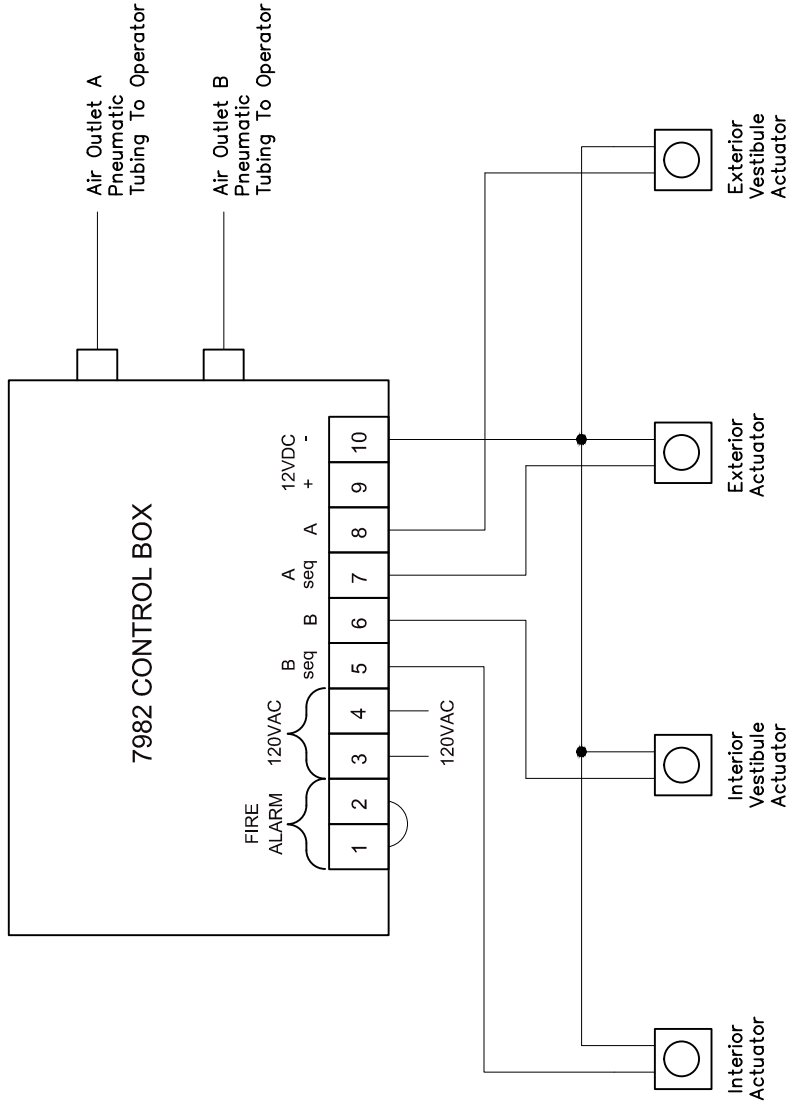 Air Outlet A
Pneumatic
Tubing To Operator
Air Outlet B
Pneumatic
Tubing To Operator
7982 CONTROL BOX
FIRE
ALARM
120VAC
B
seq
B
A
seq
A
12VDC
+
-
1
2
3
4
5
6
7
8
9
10
120VAC
Interior
Actuator
Interior
Vestibule
Actuator
Exterior
Actuator
Exterior
Vestibule
Actuator